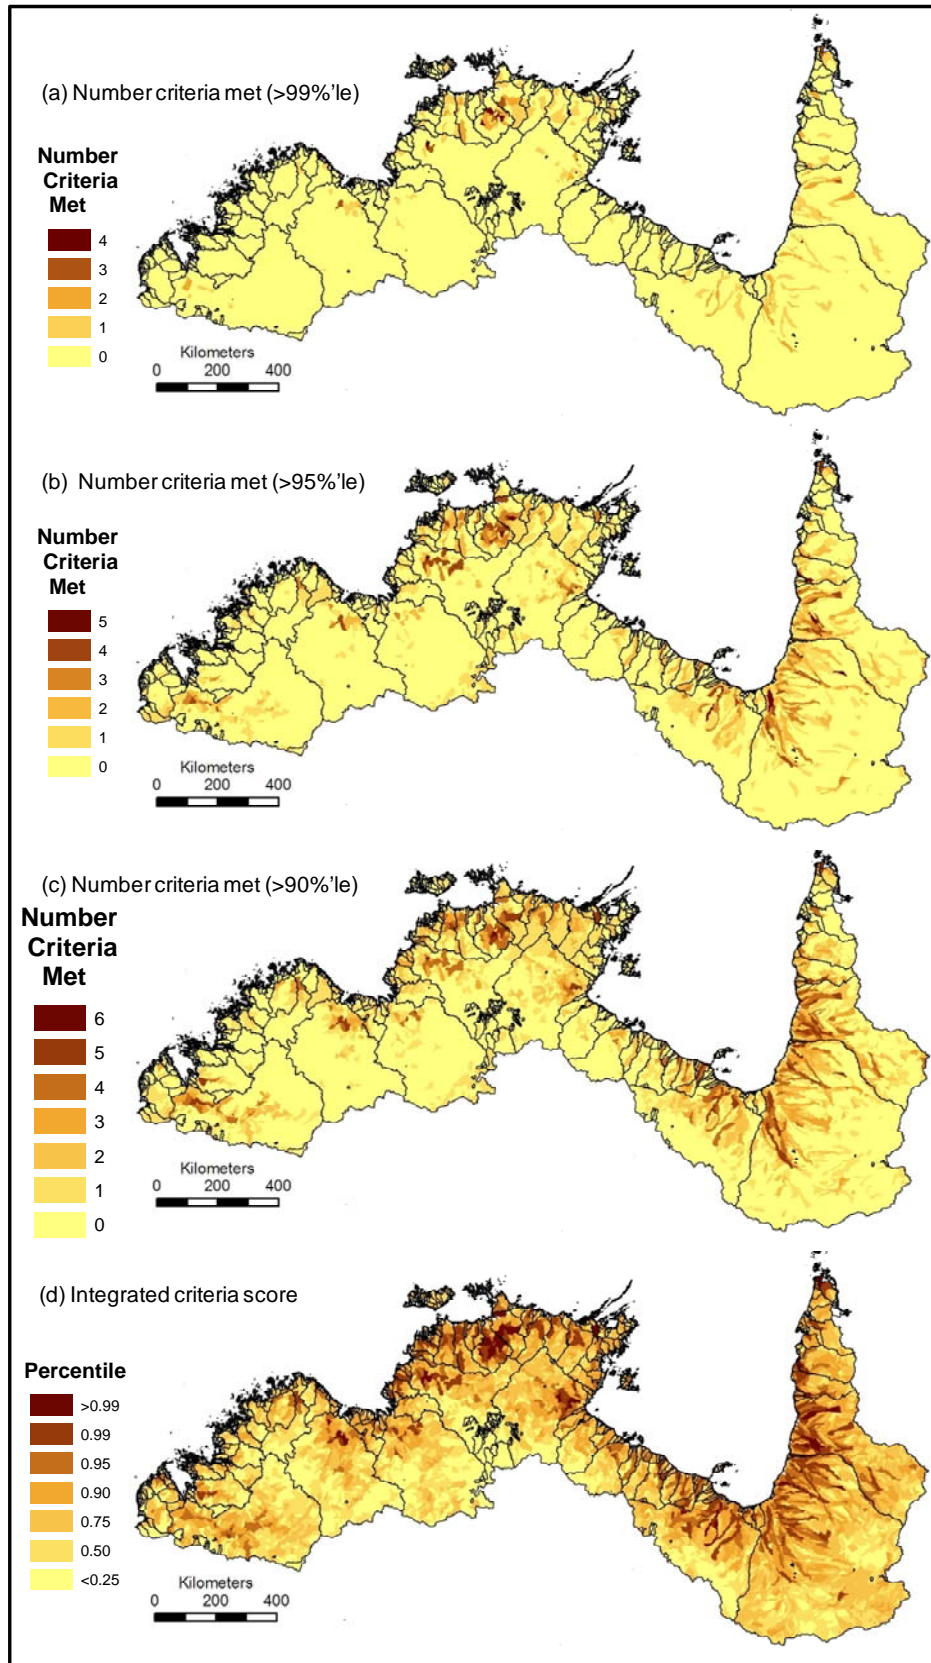 (a) Number criteria met (>99%'le)
Number
Criteria
Met
4
3
2
1
0
Kilometers
0 200 400
(b) Number criteria met (>95%'le)
Number
Criteria
Met
5
4
3
2
1
0
Kilometers
0 200 400
(c) Number criteria met (>90%'le)
Number
Criteria
Met
6
5
4
3
2
1
0
Kilometers
0 200 400
(d) Integrated criteria score
Percentile
>0.99
0.99
0.95
0.90
0.75
0.50
<0.25
Kilometers
0 200 400